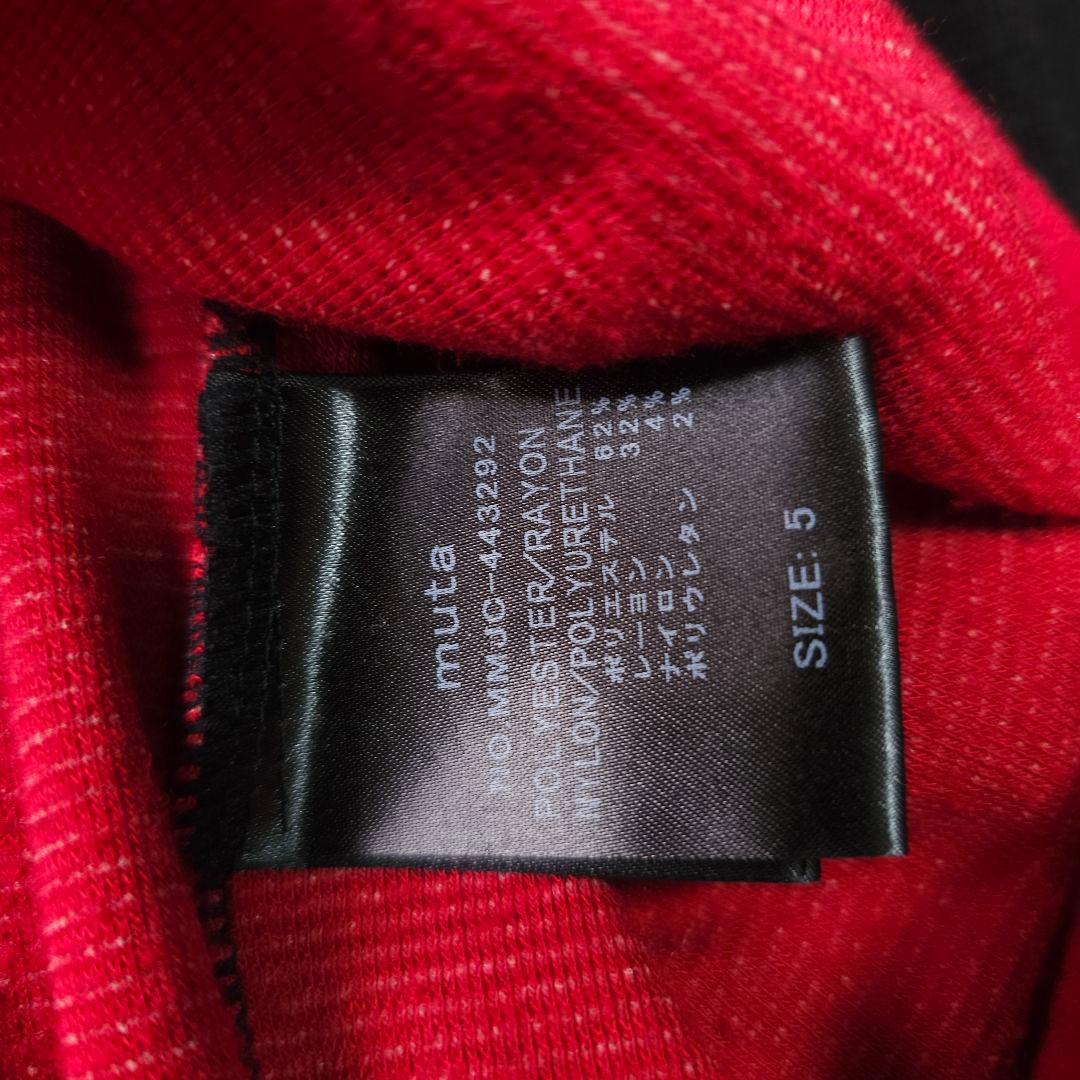 muta
NO MMJC-443292
POLYESTER/RAYON
NYLON/POLYURETHANE
ポリエステル 62%
レーヨン 32%
ナイロン 4%
ポリウレタン 2%
SIZE: 5